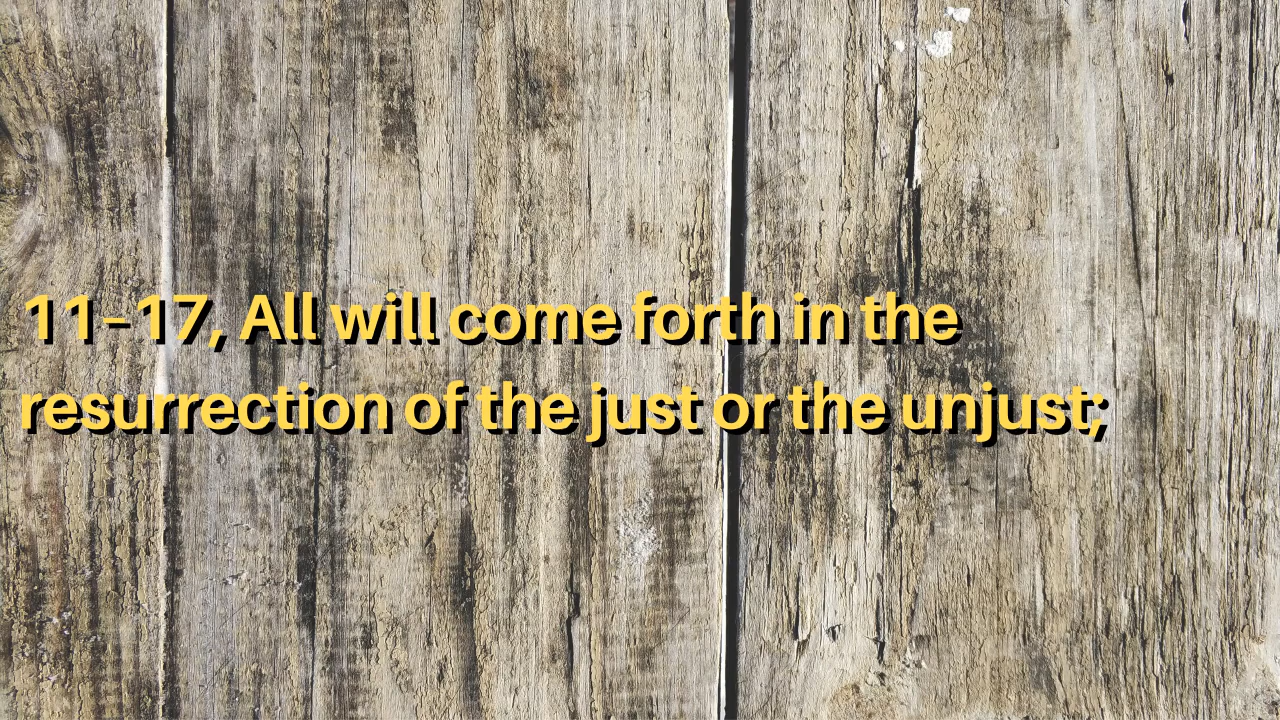 11–17, All will come forth in the
resurrection of the just or the unjust;